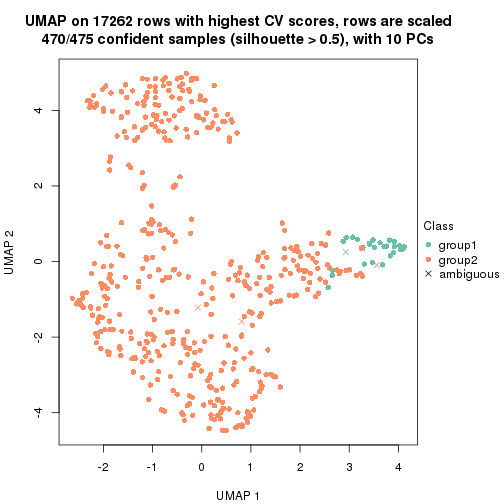 UMAP on 17262 rows with highest CV scores, rows are scaled
470/475 confident samples (silhouette > 0.5), with 10 PCs
4
2
0
-2
-4
UMAP 2
-2
-1
0
1
2
3
4
UMAP 1
Class
group1
group2
ambiguous